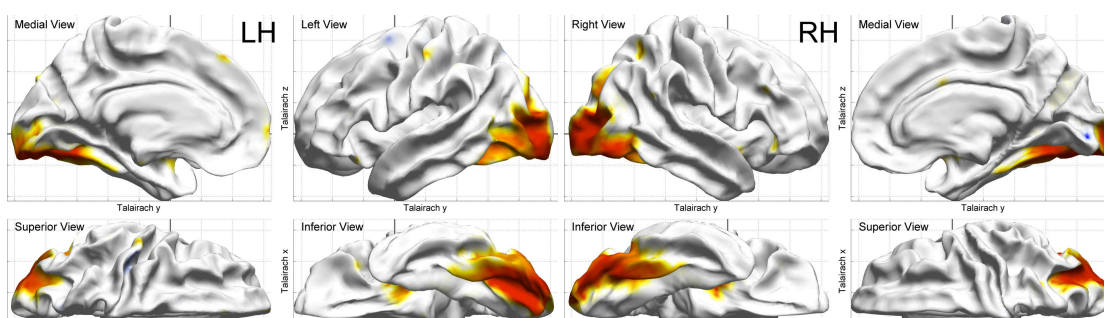 Medial View
LH
Left View
Right View
RH
Medial View
Talairach z
Talairach z
Talairach y
Talairach y
Talairach y
Talairach y
Superior View
Inferior View
Inferior View
Superior View
Talairach x
Talairach x